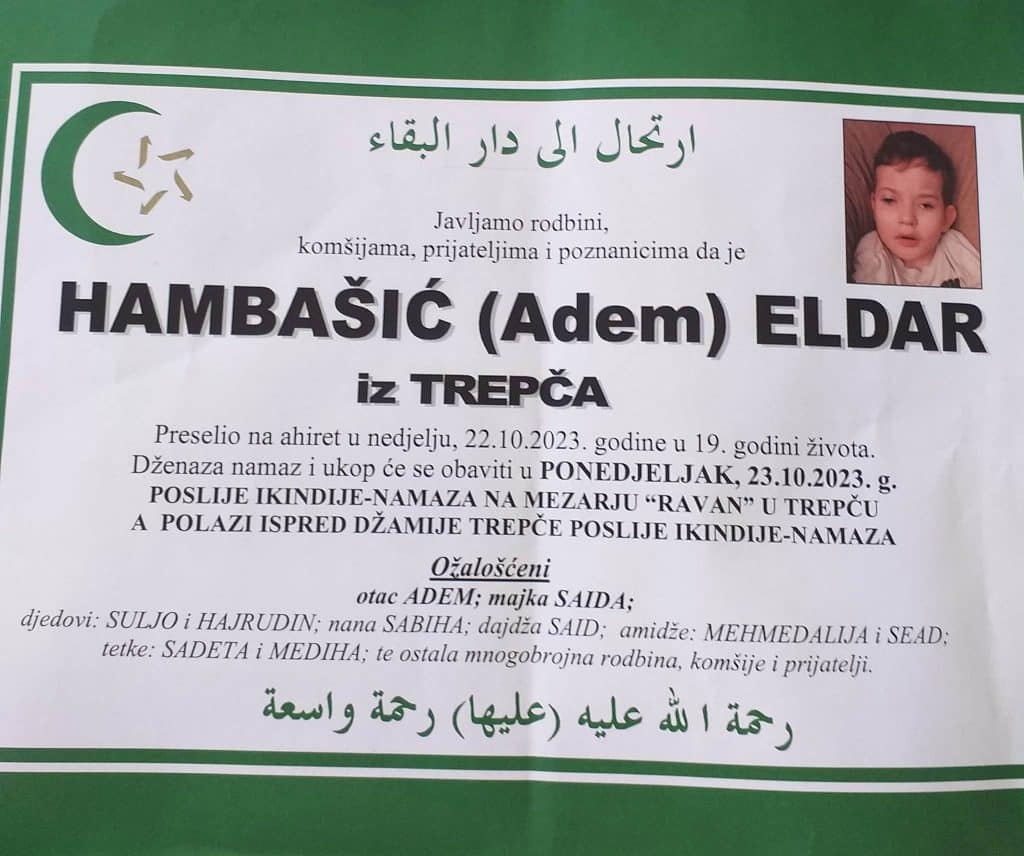 ارتحال الى دار البقاء
Javljamo rodbini,
komšijama, prijateljima i poznanicima da je
HAMBAŠIĆ (Adem) ELDAR
iz TREPČA
Preselio na ahiret u nedjelju, 22.10.2023. godine u 19. godini života.
Dženaza namaz i ukop će se obaviti u PONEDJELJAK, 23.10.2023. g.
POSLIJE IKINDIJE-NAMAZA NA MEZARJU “RAVAN” U TREPČU
A POLAZI ISPRED DŽAMIJE TREPČE POSLIJE IKINDIJE-NAMAZA
Ožalošćeni
otac ADEM; majka SAIDA;
djedovi: SULJO i HAJRUDIN; nana SABIHA; dajdža SAID; amidže: MEHMEDALIJA i SEAD;
tetke: SADETA i MEDIHA; te ostala mnogobrojna rodbina, komšije i prijatelji.
رحمة الله عليه (عليها) رحمة واسعة